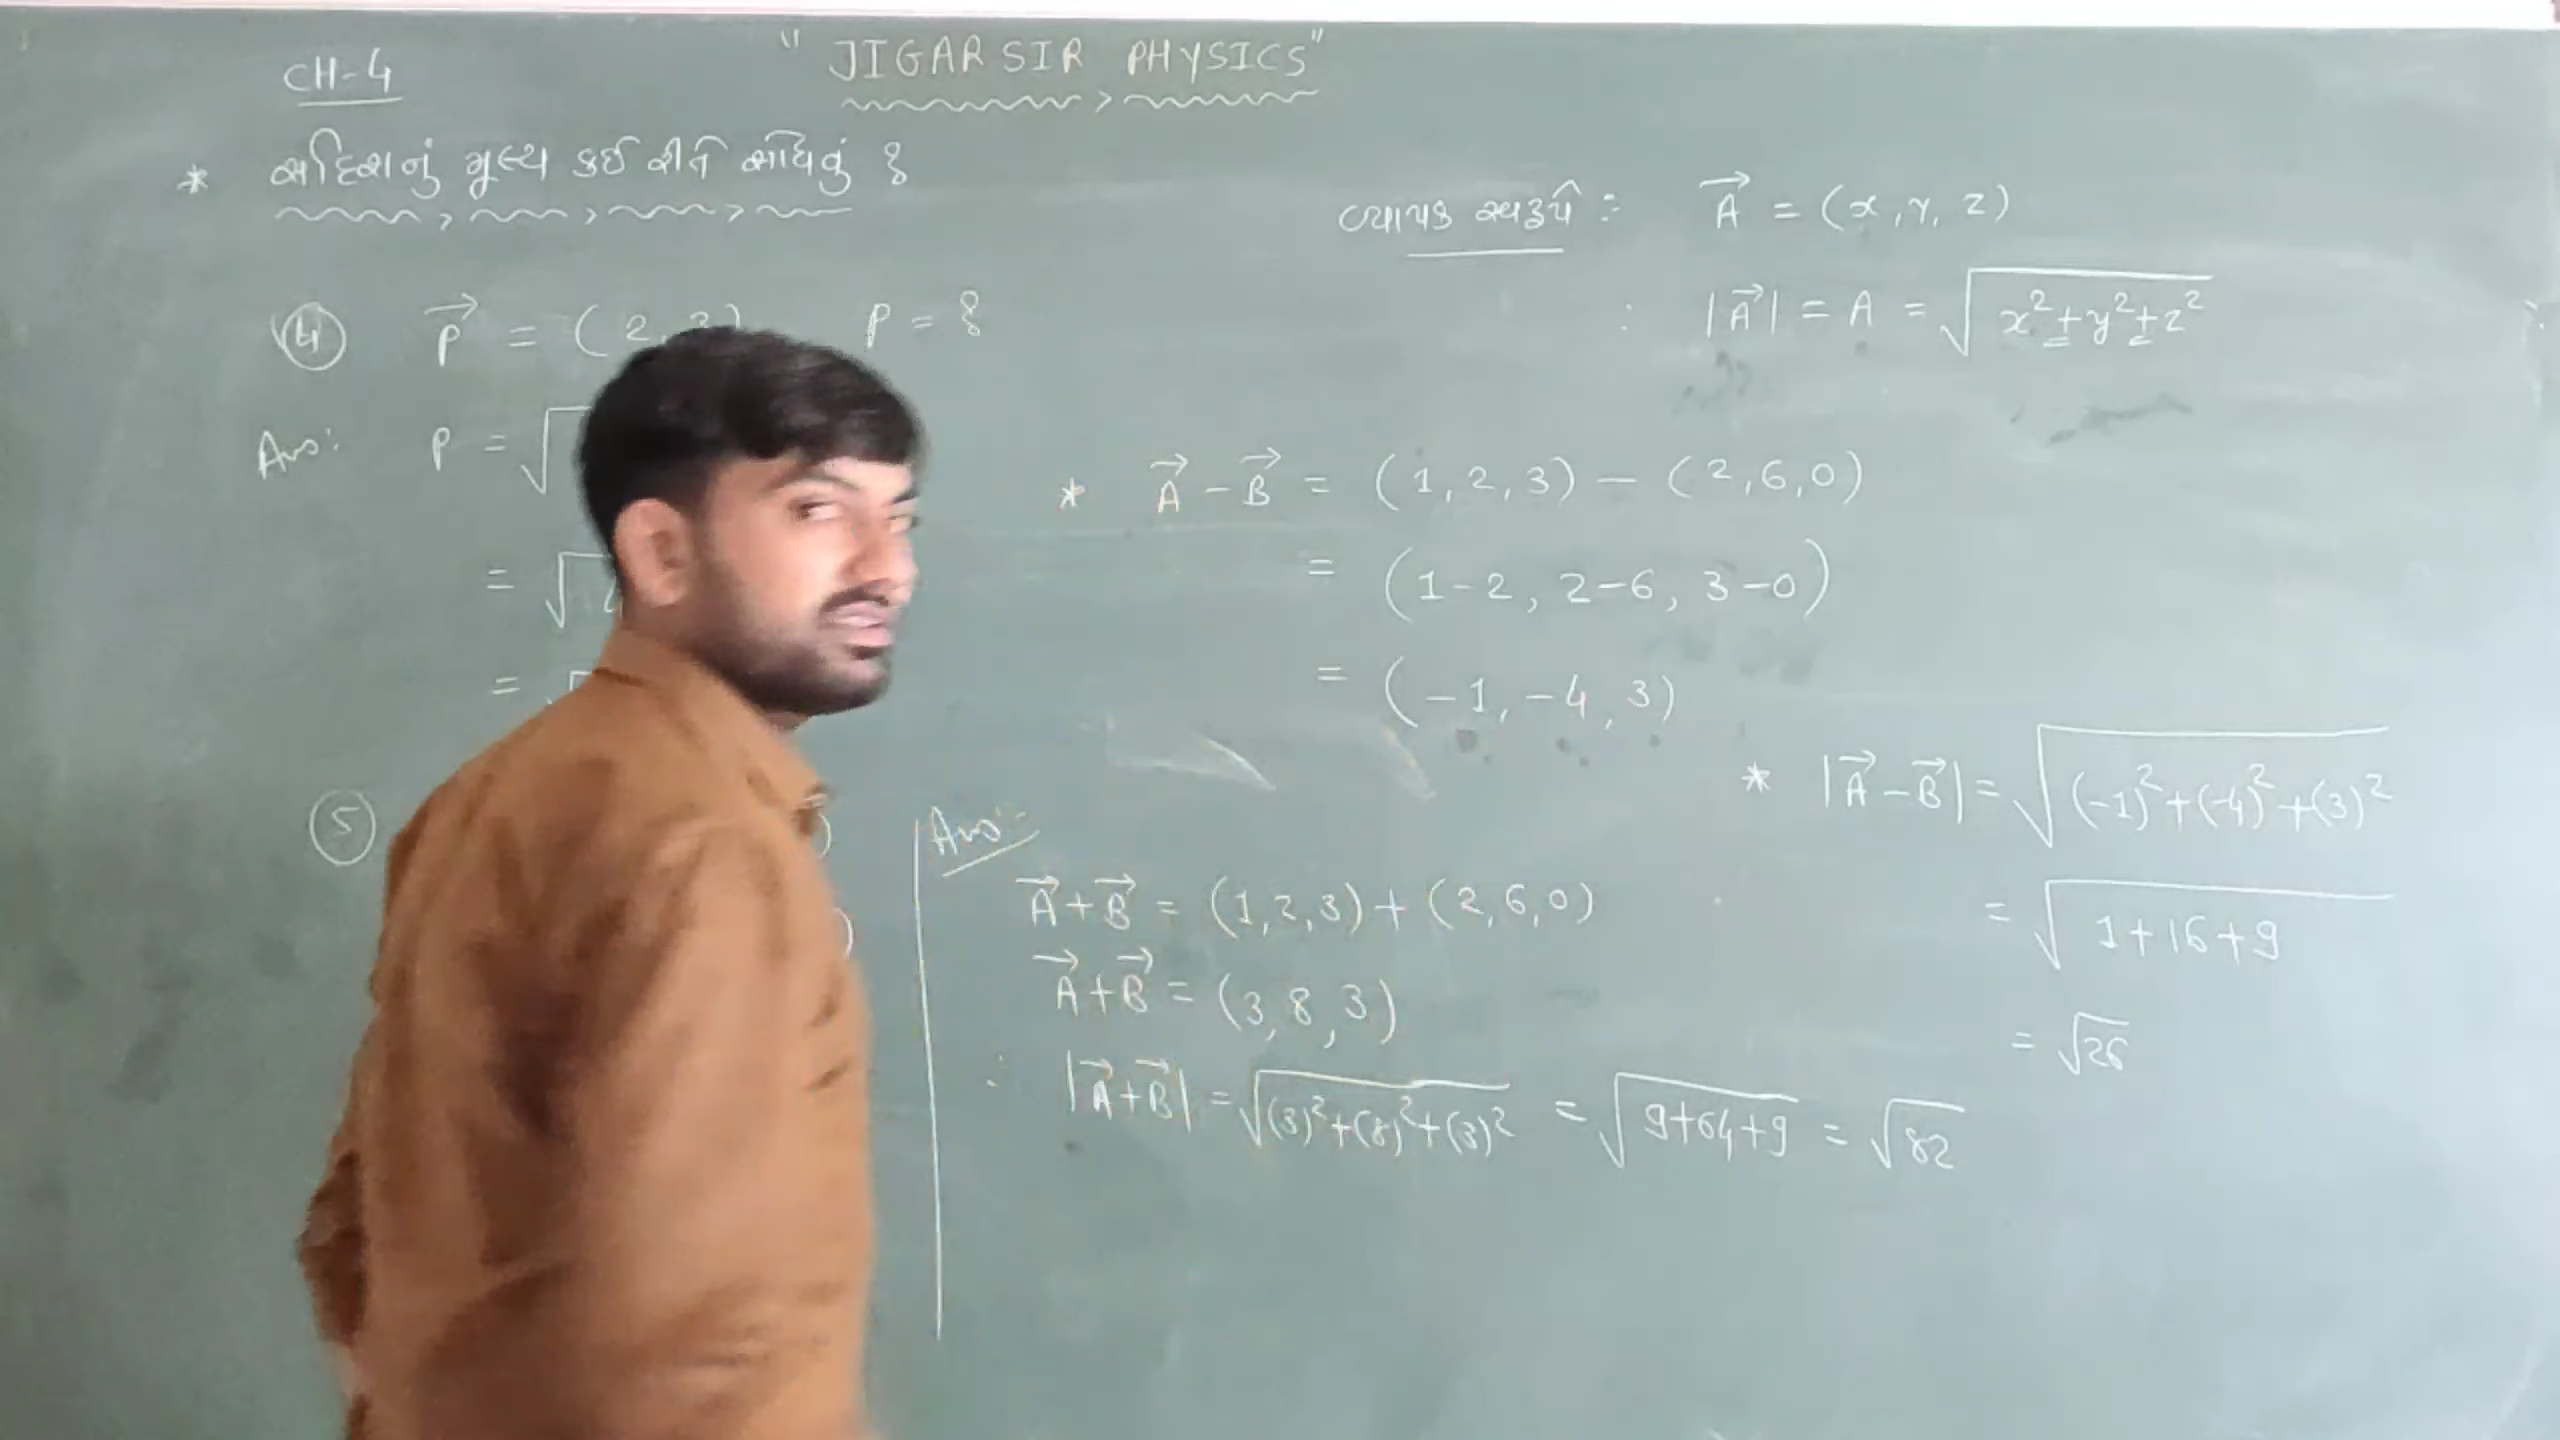 CH-4
"JIGAR SIR PHYSICS"
* સદિશનું મૂલ્ય કઈ રીતે શોધવું ?
④ P⃗ = (2, 3) P = ?
Ans: P = √
= √
= √
⑤
Ans:-
A⃗+B⃗ = (1,2,3)+(2,6,0)
A⃗+B⃗ = (3,8,3)
∴ |A⃗+B⃗| = √(3)²+(8)²+(3)² = √9+64+9 = √82
વ્યાપક સ્વરૂપે : A⃗ = (x,Y,Z)
∴ |A⃗| = A = √x²+y²+z²
* A⃗-B⃗ = (1,2,3) - (2,6,0)
= (1-2, 2-6, 3-0)
= (-1, -4, 3)
* |A⃗-B⃗| = √(-1)²+(-4)²+(3)²
= √1+16+9
= √26